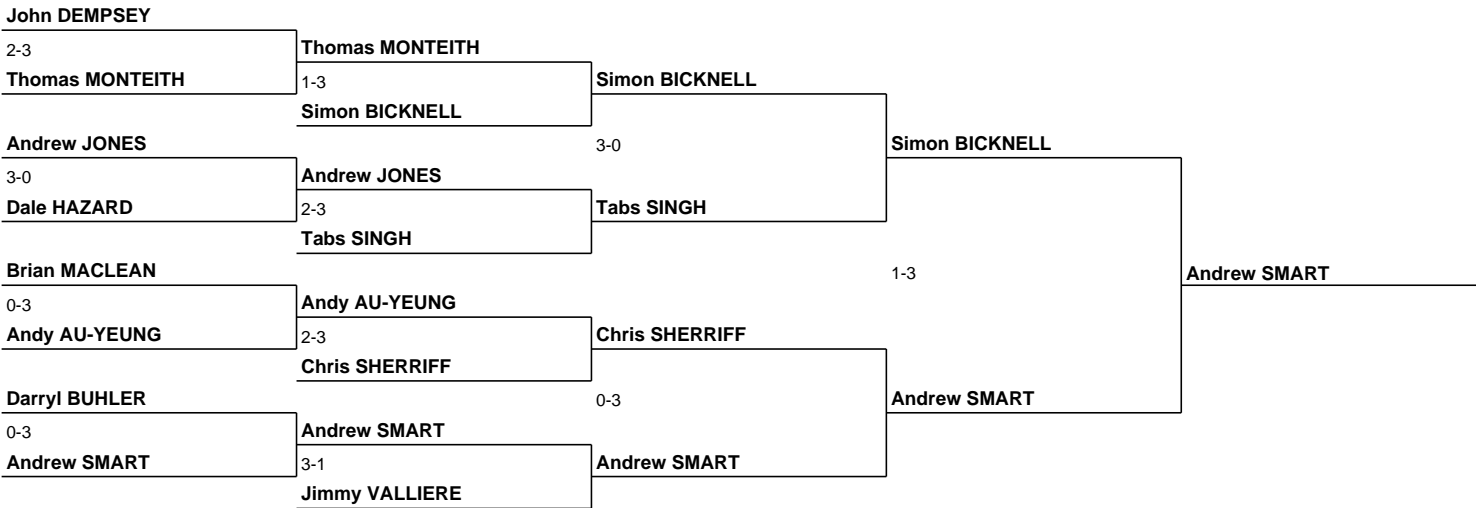 John DEMPSEY
2-3
Thomas MONTEITH
Thomas MONTEITH
1-3
Simon BICKNELL
Simon BICKNELL
Andrew JONES
3-0
Simon BICKNELL
3-0
Andrew JONES
Dale HAZARD
2-3
Tabs SINGH
Tabs SINGH
Brian MACLEAN
1-3
Andrew SMART
0-3
Andy AU-YEUNG
Andy AU-YEUNG
2-3
Chris SHERRIFF
Chris SHERRIFF
Darryl BUHLER
0-3
Andrew SMART
0-3
Andrew SMART
Andrew SMART
3-1
Andrew SMART
Jimmy VALLIERE